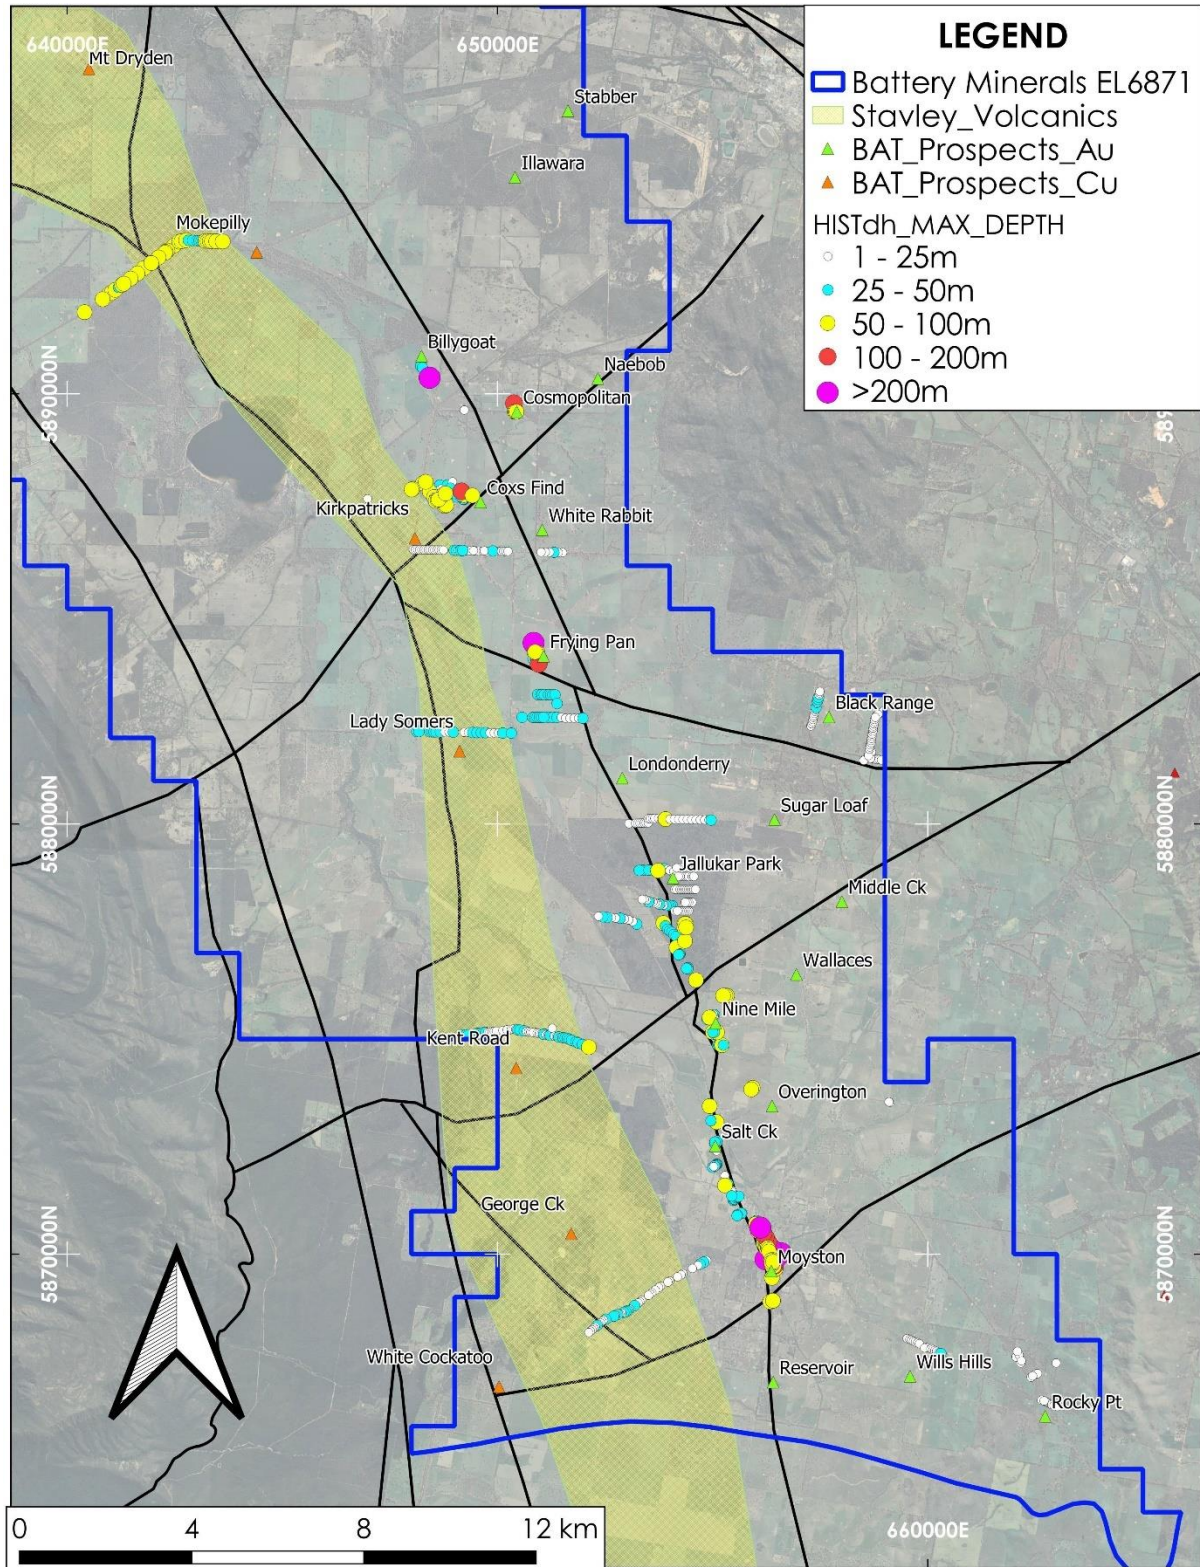 640000E
650000E
LEGEND
Battery Minerals EL6871
Stavley_Volcanics
BAT_Prospects_Au
BAT_Prospects_Cu
HISTdh_MAX_DEPTH
1 - 25m
25 - 50m
50 - 100m
100 - 200m
>200m
Mt Dryden
Stabber
Illawara
Mokepilly
Billygoat
Naebob
Cosmopolitan
5890000N
Coxs Find
Kirkpatricks
White Rabbit
Frying Pan
Black Range
Lady Somers
Londonderry
Sugar Loaf
5880000N
5880000N
Jallukar Park
Middle Ck
Wallaces
Nine Mile
Kent Road
Overington
Salt Ck
George Ck
5870000N
5870000N
Moyston
White Cockatoo
Reservoir
Wills Hills
Rocky Pt
0 4 8 12 km
660000E